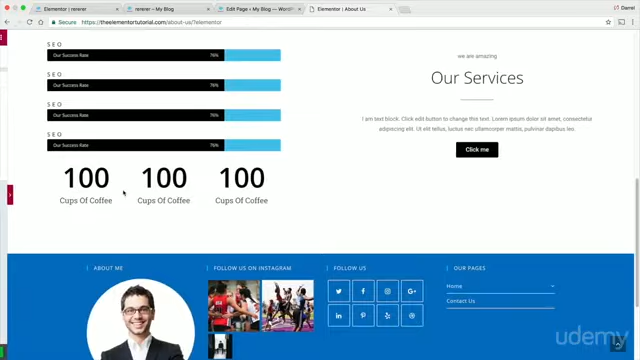 Elementor | rererer
rererer – My Blog
Edit Page ‹ My Blog — WordPr
Elementor | About Us
Darrel
Secure https://theelementortutorial.com/about-us/?elementor
SEO
Our Success Rate 76%
SEO
Our Success Rate 76%
SEO
Our Success Rate 76%
SEO
Our Success Rate 76%
100 100 100
Cups Of Coffee Cups Of Coffee Cups Of Coffee
we are amazing
Our Services
I am text block. Click edit button to change this text. Lorem ipsum dolor sit amet, consectetur
adipiscing elit. Ut elit tellus, luctus nec ullamcorper mattis, pulvinar dapibus leo.
Click me
ABOUT ME
FOLLOW US ON INSTAGRAM
FOLLOW US
G+
in
OUR PAGES
Home
Contact Us
udemy